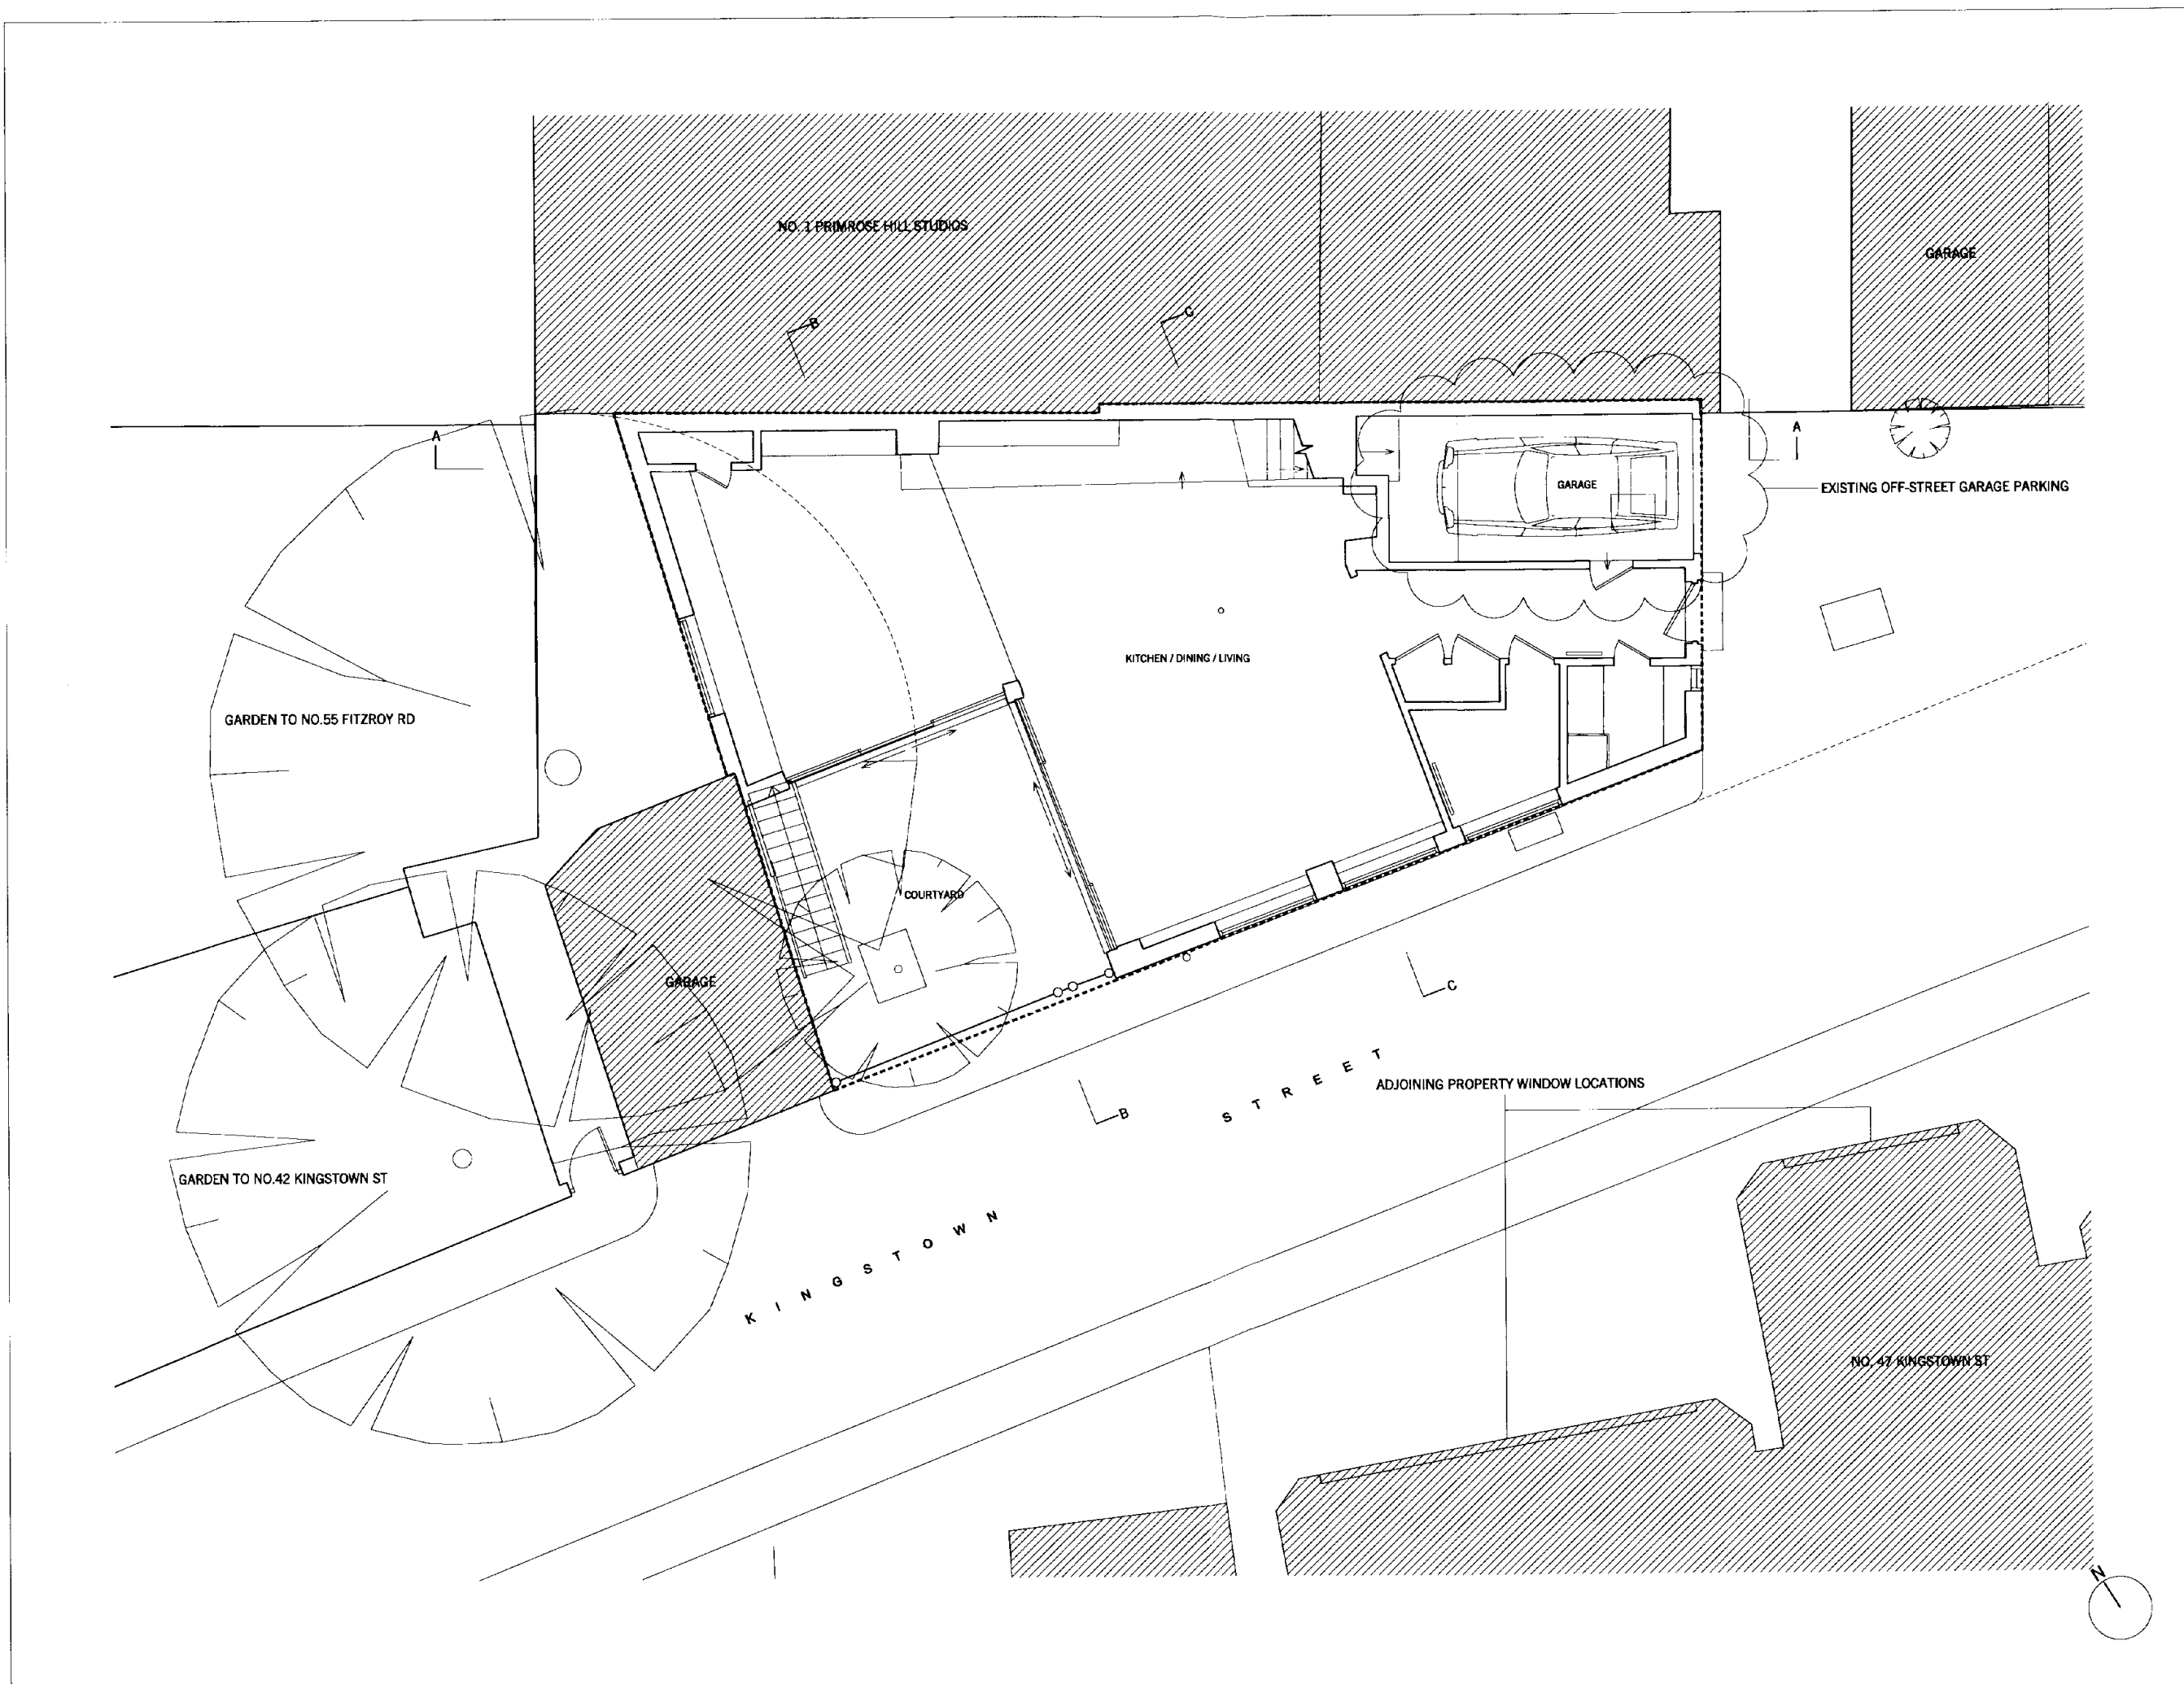 NO. 1 PRIMROSE HILL STUDIOS
GARAGE
B
C
A
A
GARAGE
EXISTING OFF-STREET GARAGE PARKING
KITCHEN / DINING / LIVING
GARDEN TO NO.55 FITZROY RD
COURTYARD
GARAGE
C
B
KINGSTOWN STREET
ADJOINING PROPERTY WINDOW LOCATIONS
GARDEN TO NO.42 KINGSTOWN ST
NO. 47 KINGSTOWN ST
N